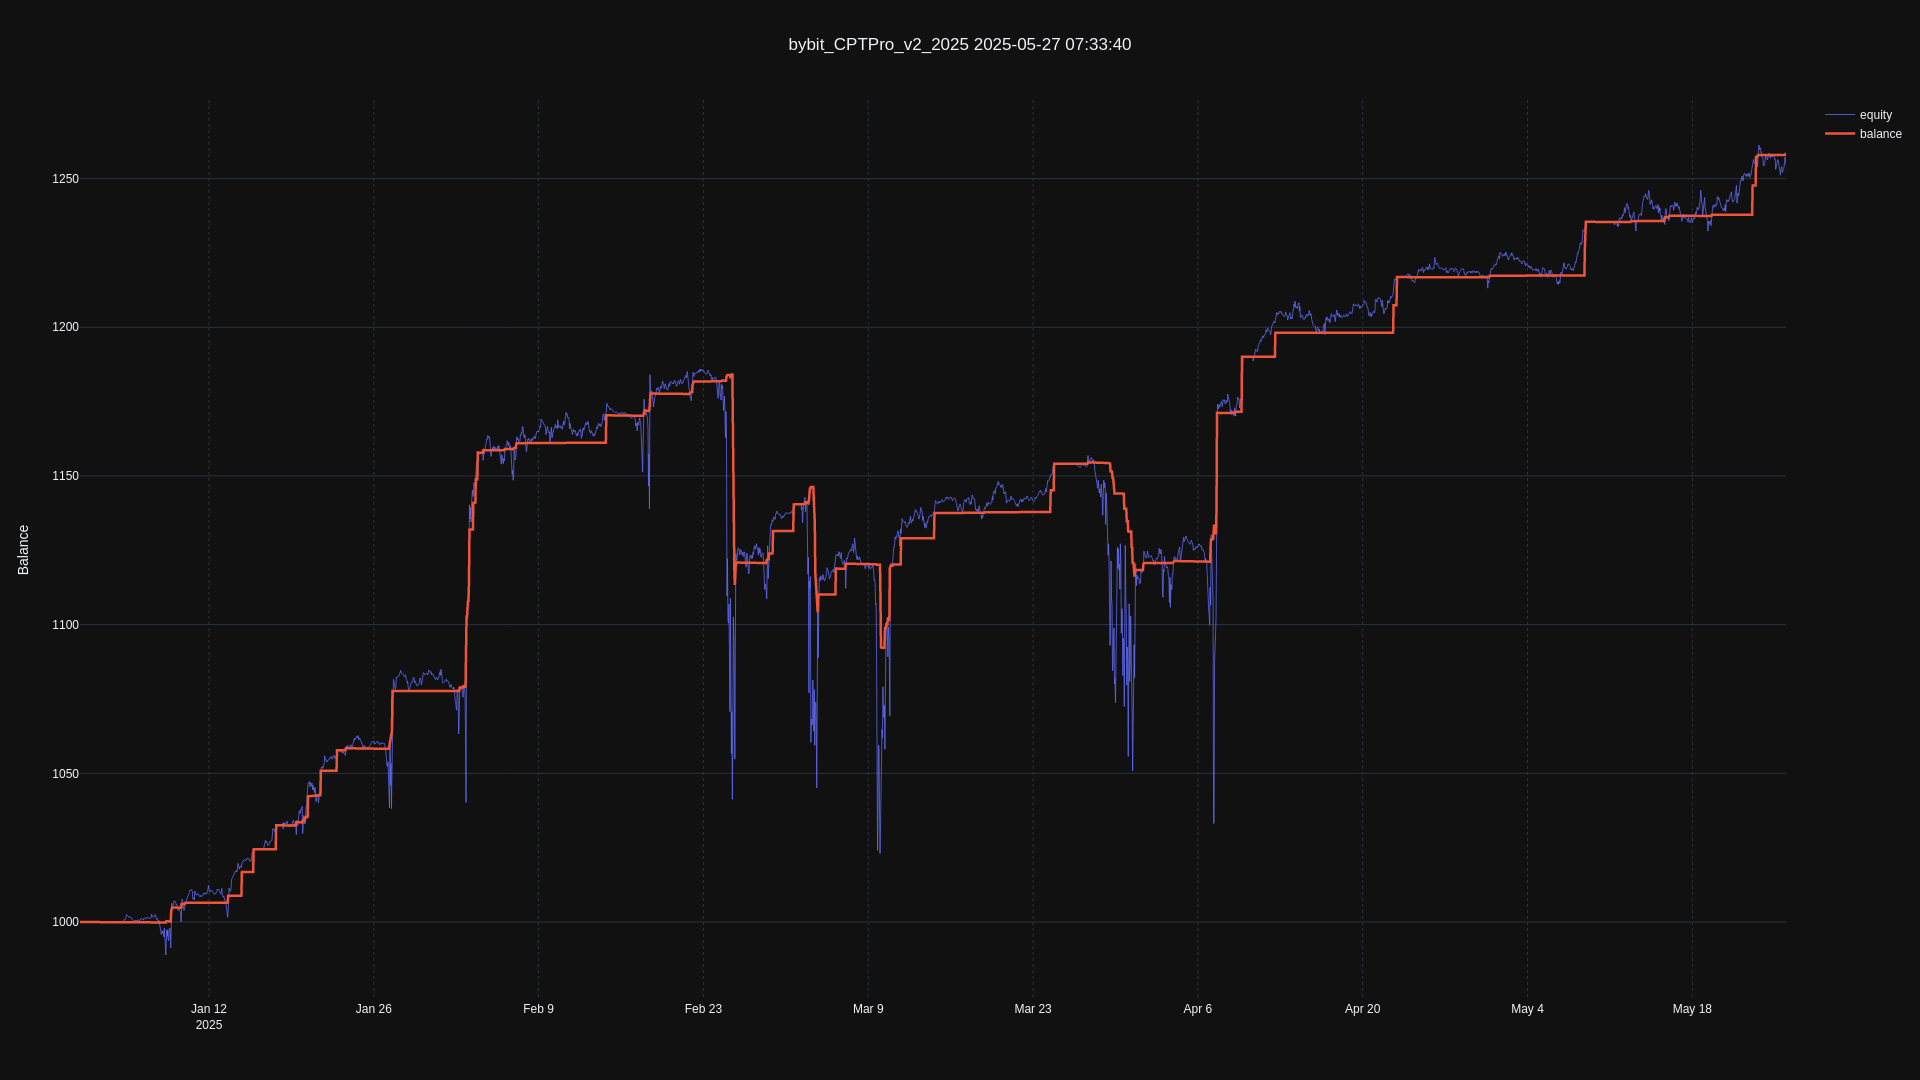 bybit_CPTPro_v2_2025 2025-05-27 07:33:40
equity
balance
Balance
1250
1200
1150
1100
1050
1000
Jan 12
2025
Jan 26
Feb 9
Feb 23
Mar 9
Mar 23
Apr 6
Apr 20
May 4
May 18